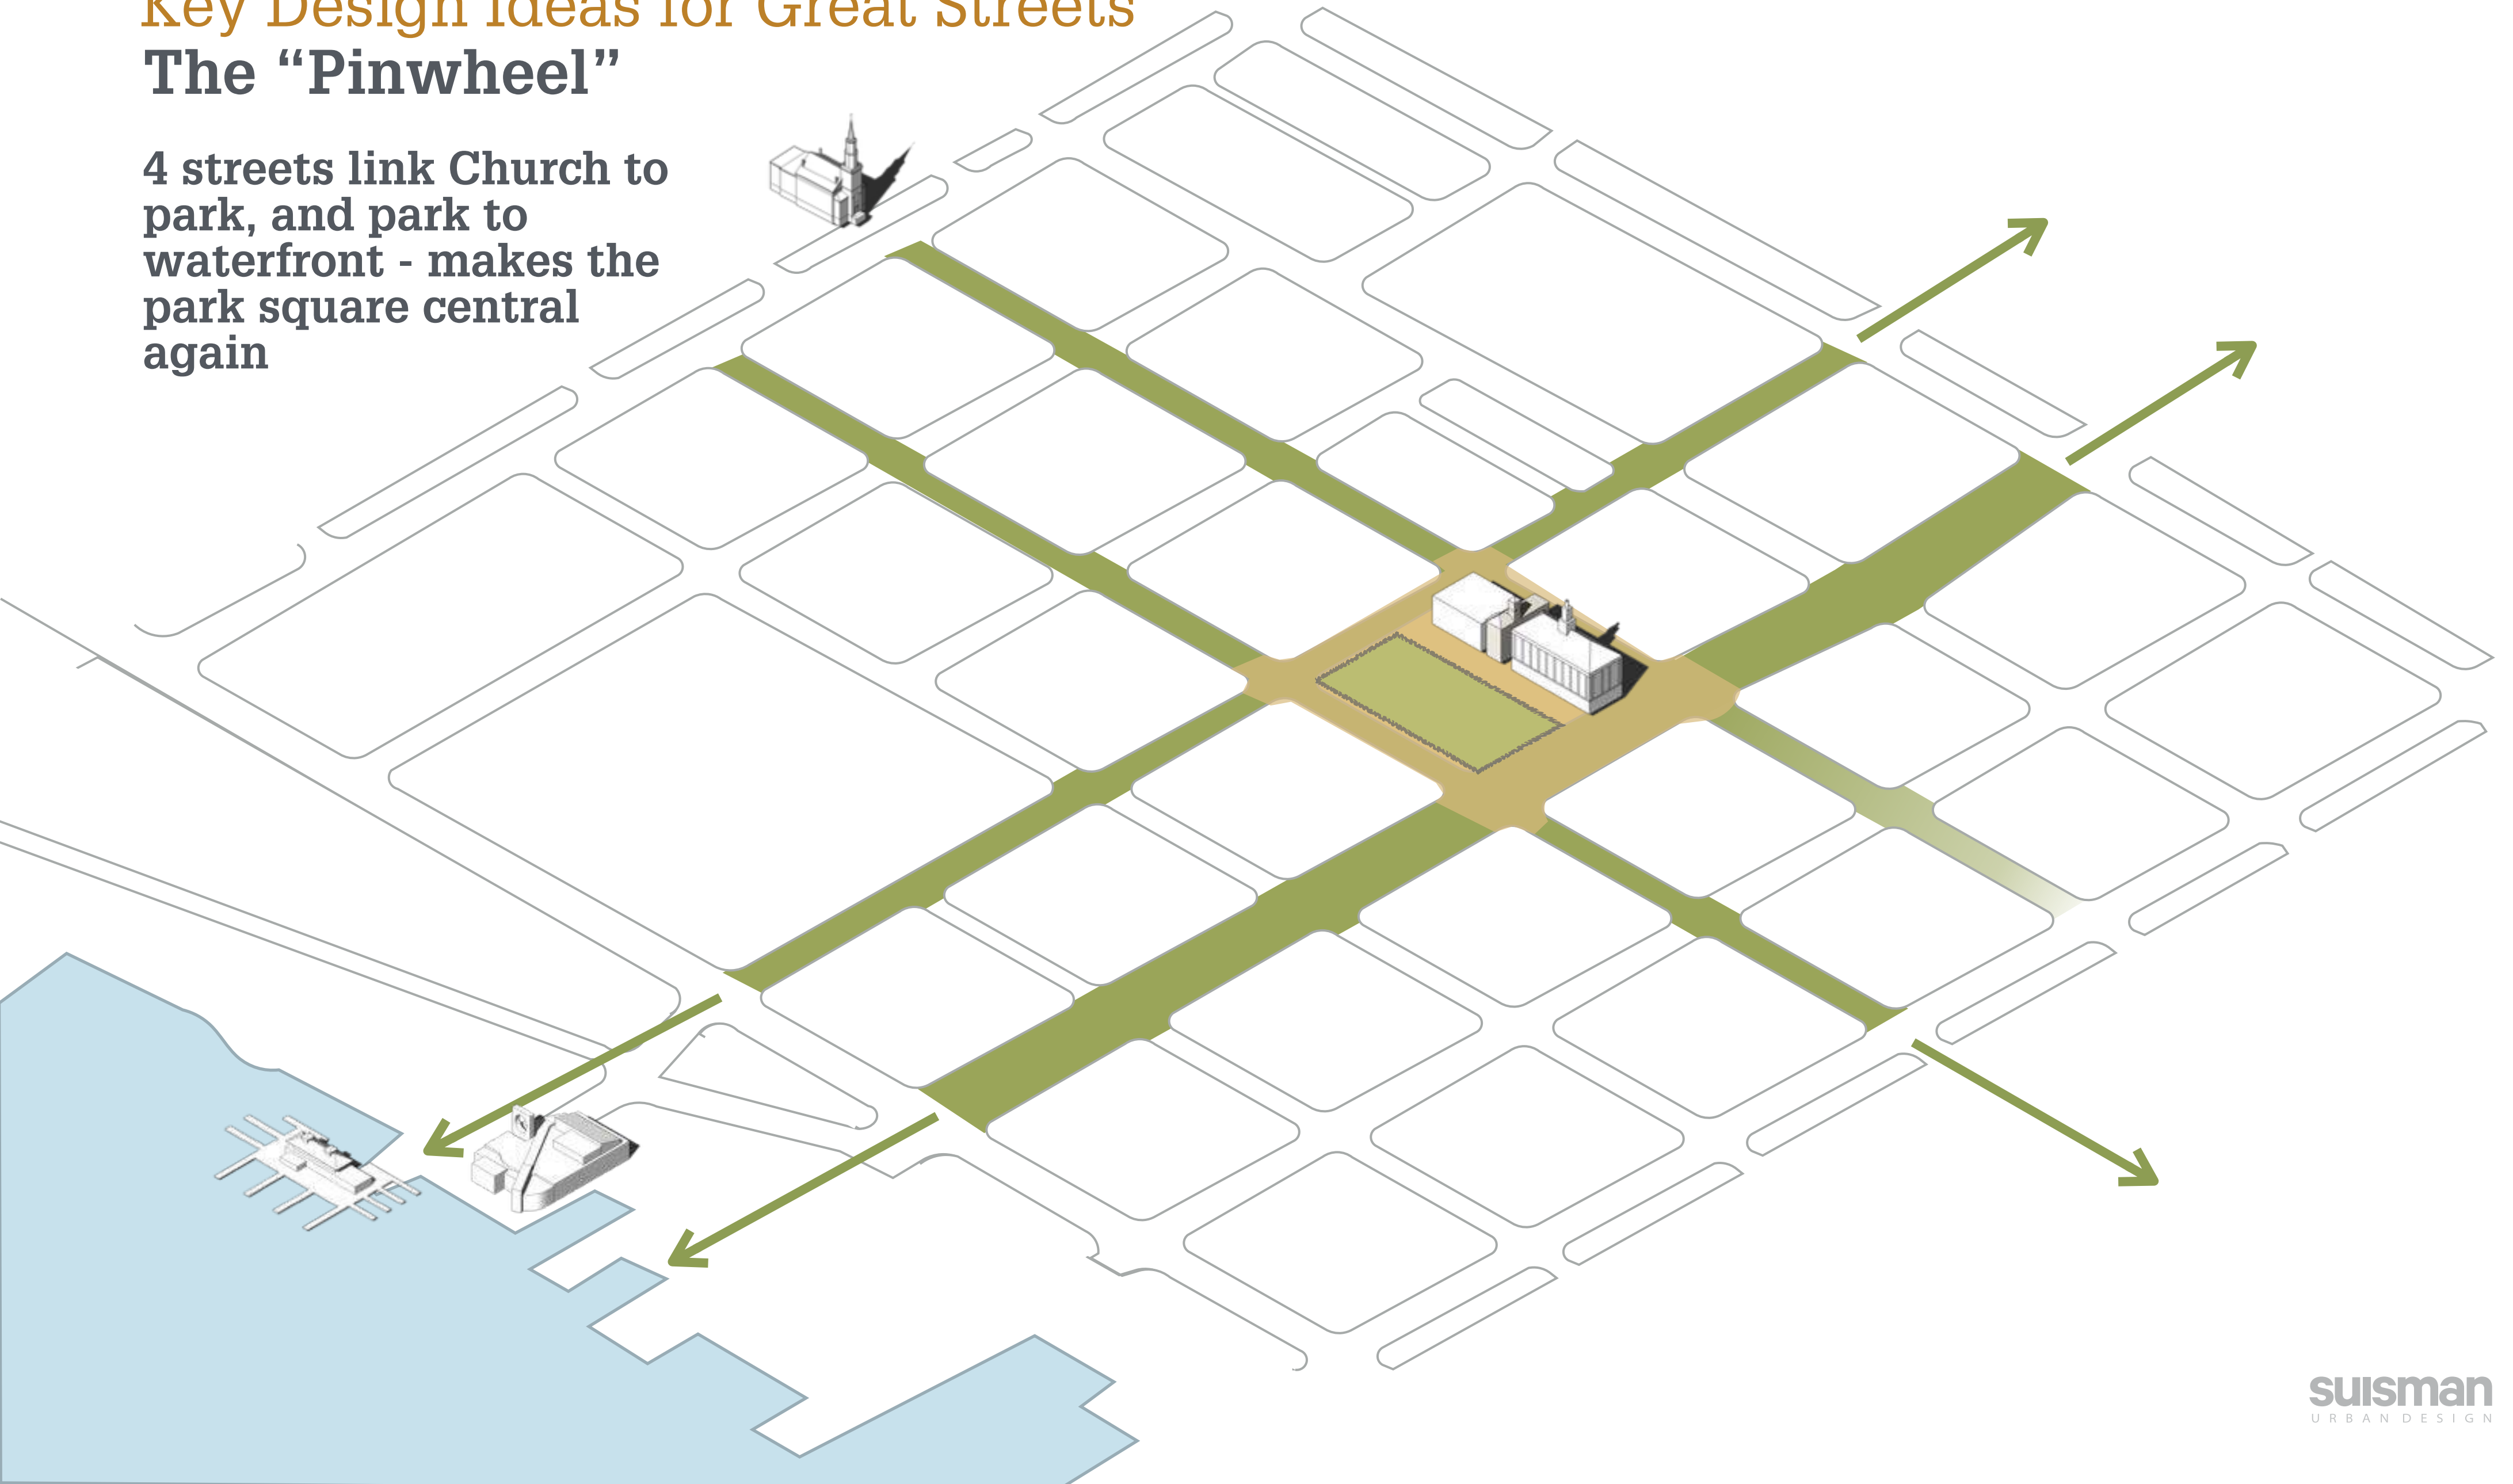 Key Design Ideas for Great Streets
The “Pinwheel”
4 streets link Church to
park, and park to
waterfront - makes the
park square central
again
suisman
URBAN DESIGN